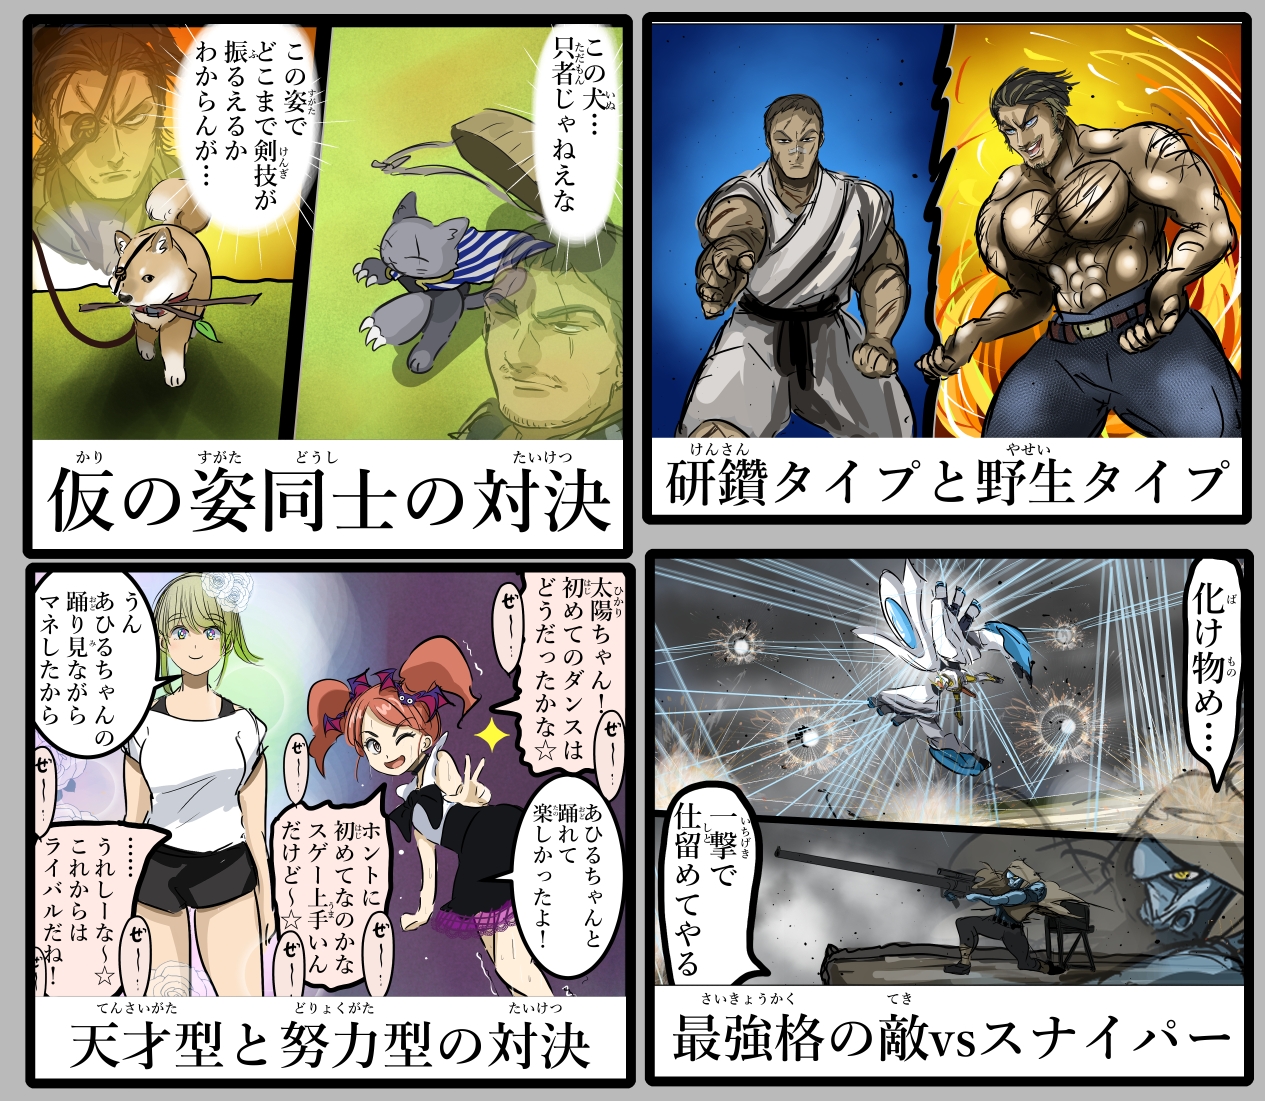 この犬…
只者じゃねえな
この姿で
どこまで剣技が
振るえるか
わからんが…
仮の姿同士の対決
研鑽タイプと野生タイプ
太陽ちゃん！
初めてのダンスは
どうだったかな☆
ぜ～…
ぜ～…
あひるちゃんと
踊れて
楽しかったよ！
ぜ～…
ホントに
初めてなのかな
スゲー上手いん
だけど～☆
ぜ～…
ぜ～…
うん
あひるちゃんの
踊り見ながら
マネしたから
ぜ～…
……
うれしーな～☆
これからは
ライバルだね！
ぜ～…
天才型と努力型の対決
化け物め…
一撃で
仕留めてやる
最強格の敵vsスナイパー